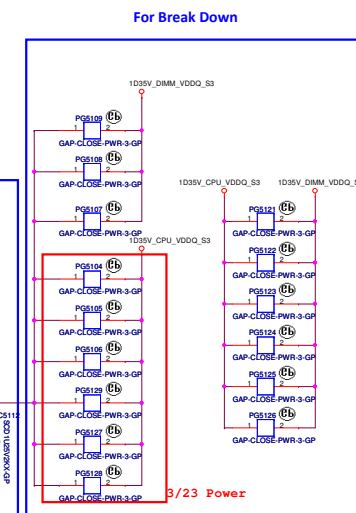 For Break Down
1D35V_DIMM_VDDQ_S3
PG5109
1 2
GAP-CLOSE-PWR-3-GP
PG5108
1 2
GAP-CLOSE-PWR-3-GP
PG5107
1 2
GAP-CLOSE-PWR-3-GP
1D35V_CPU_VDDQ_S3
PG5104
1 2
GAP-CLOSE-PWR-3-GP
PG5105
1 2
GAP-CLOSE-PWR-3-GP
PG5106
1 2
GAP-CLOSE-PWR-3-GP
PG5129
1 2
GAP-CLOSE-PWR-3-GP
PG5127
1 2
GAP-CLOSE-PWR-3-GP
PG5128
1 2
GAP-CLOSE-PWR-3-GP
3/23 Power
1D35V_CPU_VDDQ_S3 1D35V_DIMM_VDDQ_S
PG5121
1 2
GAP-CLOSE-PWR-3-GP
PG5122
1 2
GAP-CLOSE-PWR-3-GP
PG5123
1 2
GAP-CLOSE-PWR-3-GP
PG5124
1 2
GAP-CLOSE-PWR-3-GP
PG5125
1 2
GAP-CLOSE-PWR-3-GP
PG5126
1 2
GAP-CLOSE-PWR-3-GP
C5112